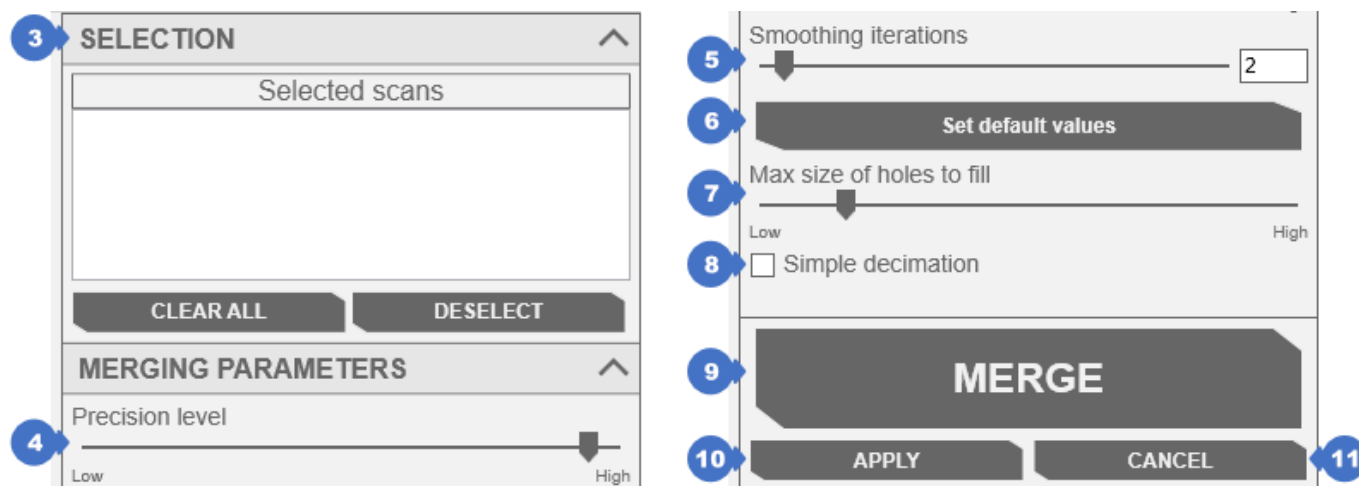 3 SELECTION
Selected scans
CLEAR ALL DESELECT
MERGING PARAMETERS
Precision level
4
Low High
Smoothing iterations
5 2
6 Set default values
Max size of holes to fill
7
Low High
8 Simple decimation
9 MERGE
10 APPLY CANCEL 11